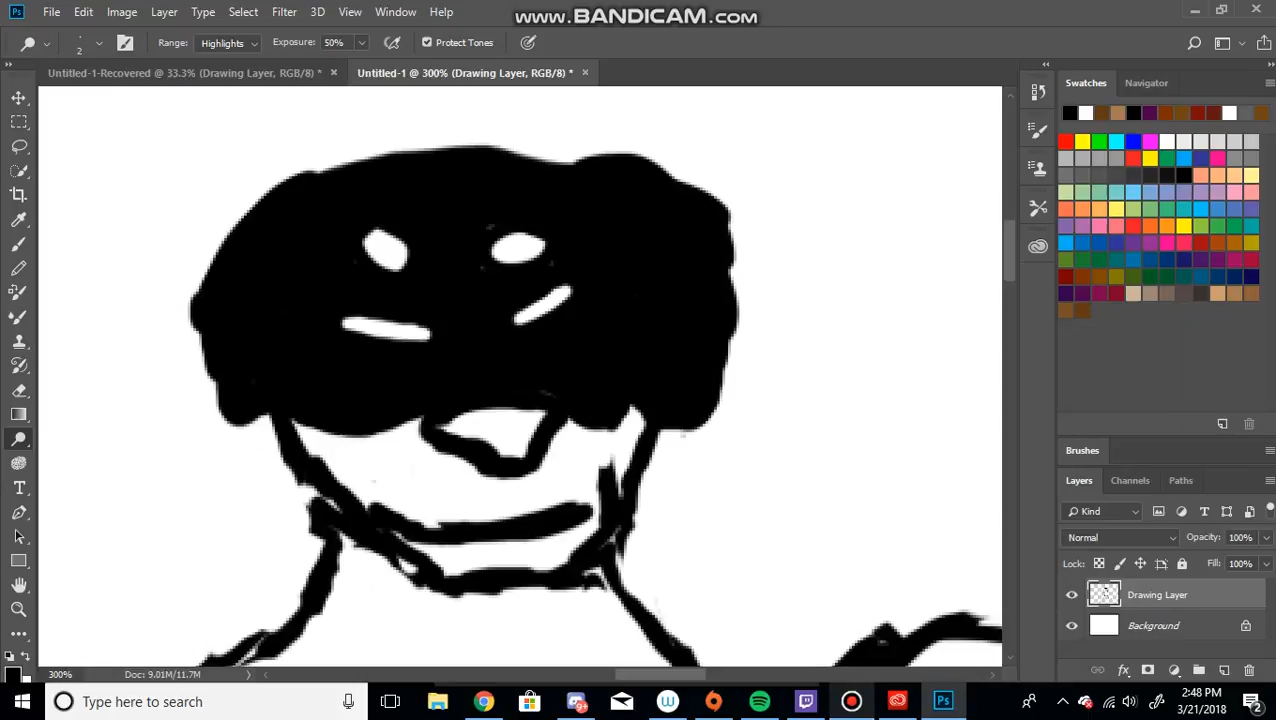 www.BANDICAM.com
Ps File Edit Image Layer Type Select Filter 3D View Window Help
2 Range: Highlights Exposure: 50% Protect Tones
Untitled-1-Recovered @ 33.3% (Drawing Layer, RGB/8) * × Untitled-1 @ 300% (Drawing Layer, RGB/8) * ×
Swatches Navigator
Brushes
Layers Channels Paths
Kind
Normal Opacity: 100%
Lock: Fill: 100%
Drawing Layer
Background
300% Doc: 9.01M/11.7M
Type here to search
2:48 PM
3/21/2018